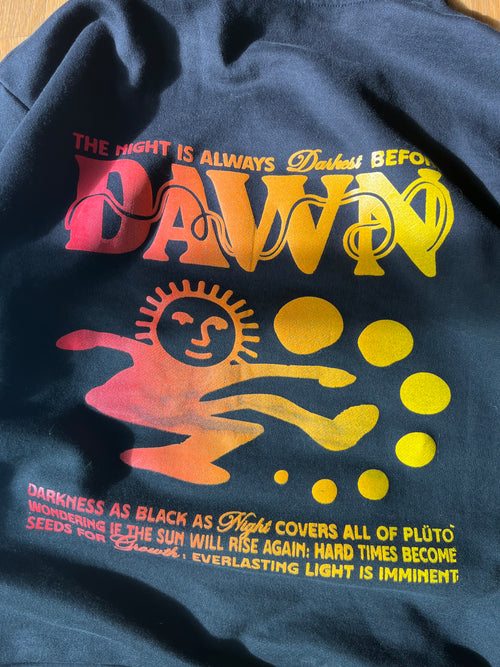 THE NIGHT IS ALWAYS Darkest BEFOR
DAWN
DARKNESS AS BLACK AS Night COVERS ALL OF PLÜTO
WONDERING IF THE SUN WILL RISE AGAIN; HARD TIMES BECOME
SEEDS FOR Growth; EVERLASTING LIGHT IS IMMINENT